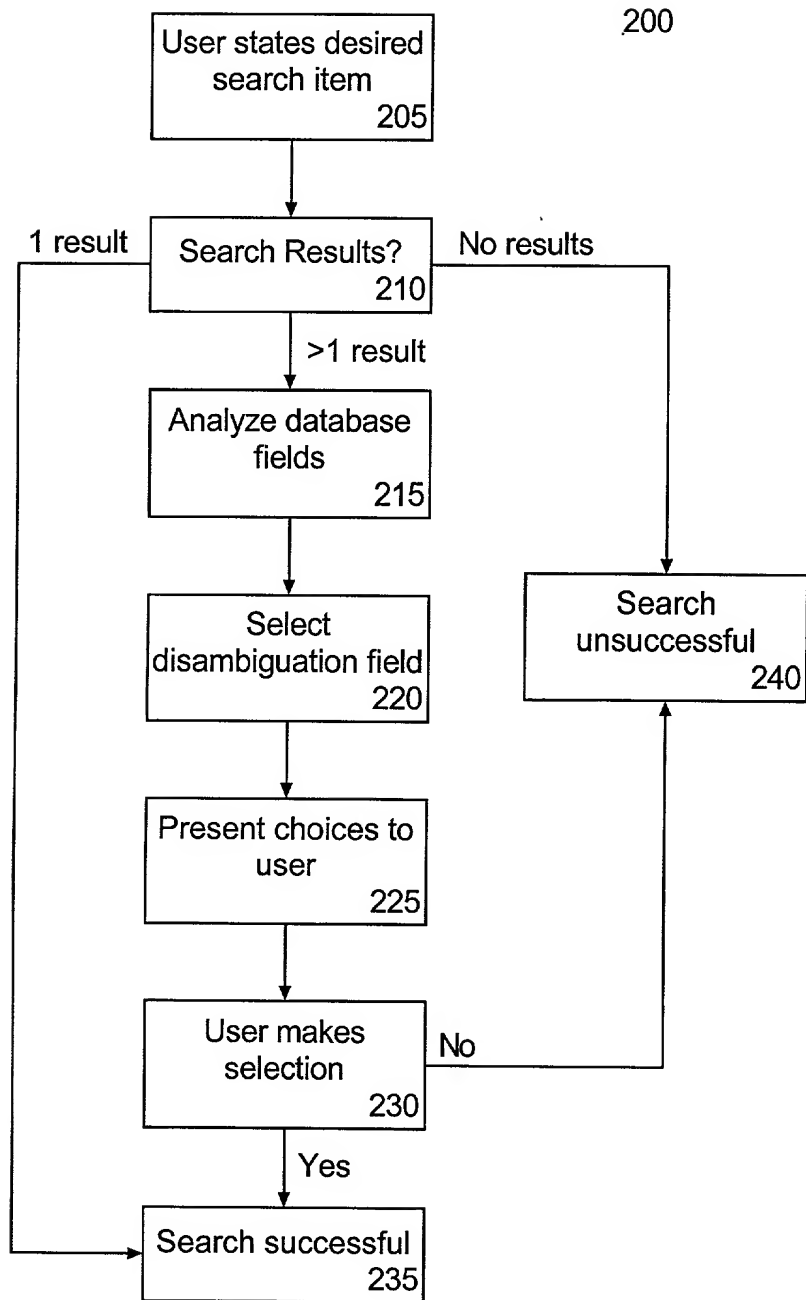 200
User states desired
search item
205
1 result
Search Results?
210
No results
>1 result
Analyze database
fields
215
Select
disambiguation field
220
Search
unsuccessful
240
Present choices to
user
225
User makes
selection
230
No
Yes
Search successful
235